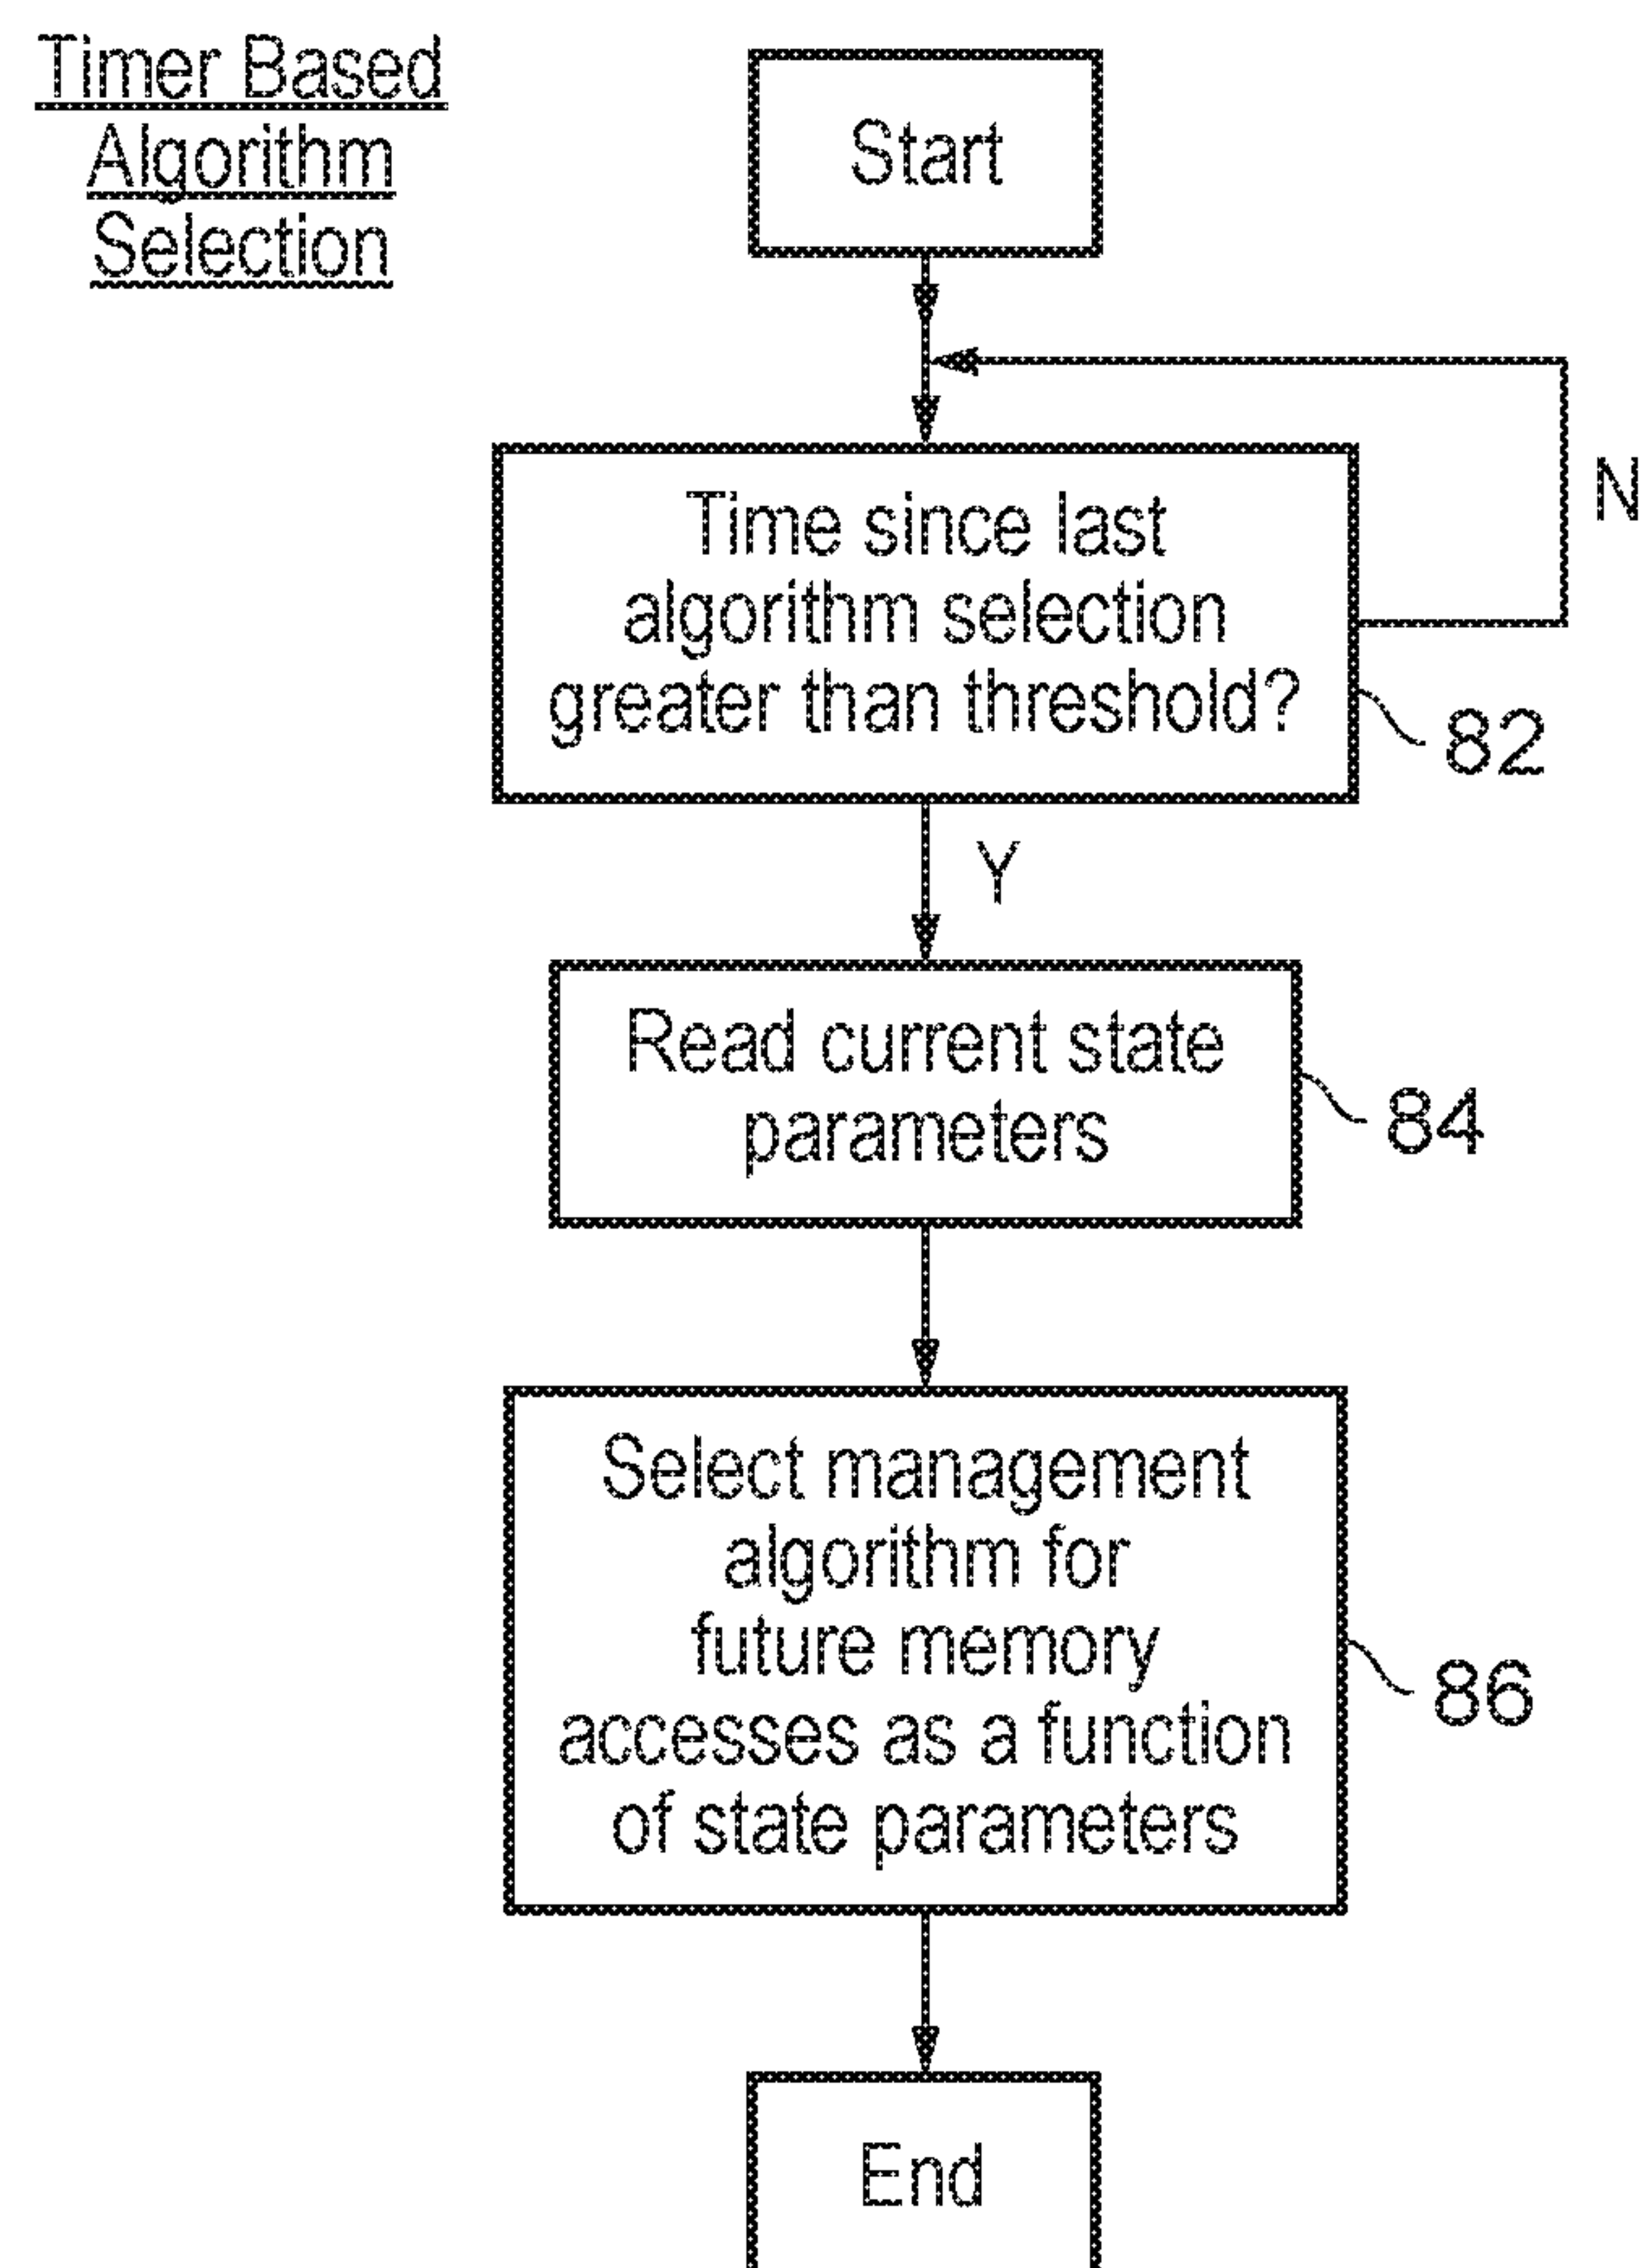 Timer Based
Algorithm
Selection
Start
Time since last
algorithm selection
greater than threshold?
N
82
Y
Read current state
parameters
84
Select management
algorithm for
future memory
accesses as a function
of state parameters
86
End